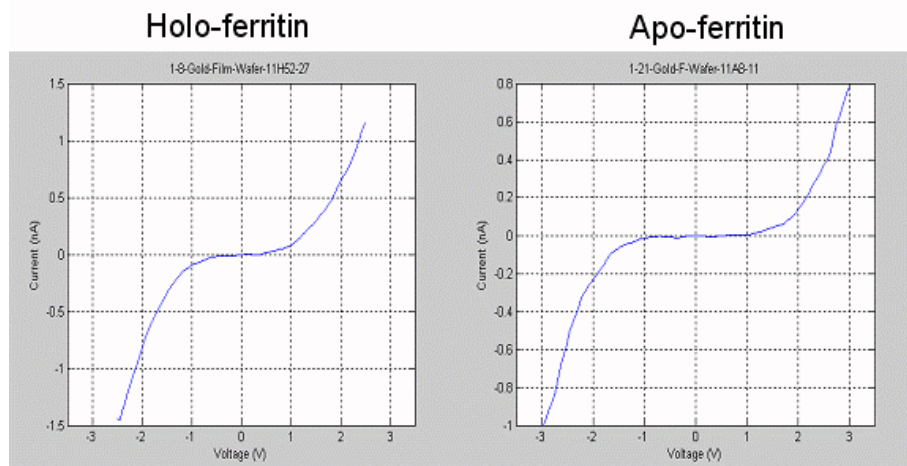 Holo-ferritin
Apo-ferritin
1-8-Gold-Film-Wafer-11H52-27
1.5
1
0.5
0
-0.5
-1
-1.5
Current (nA)
-3 -2 -1 0 1 2 3
Voltage (V)
1-21-Gold-F-Wafer-11A8-11
0.8
0.6
0.4
0.2
0
-0.2
-0.4
-0.6
-0.8
-1
Current (nA)
-3 -2 -1 0 1 2 3
Voltage (V)